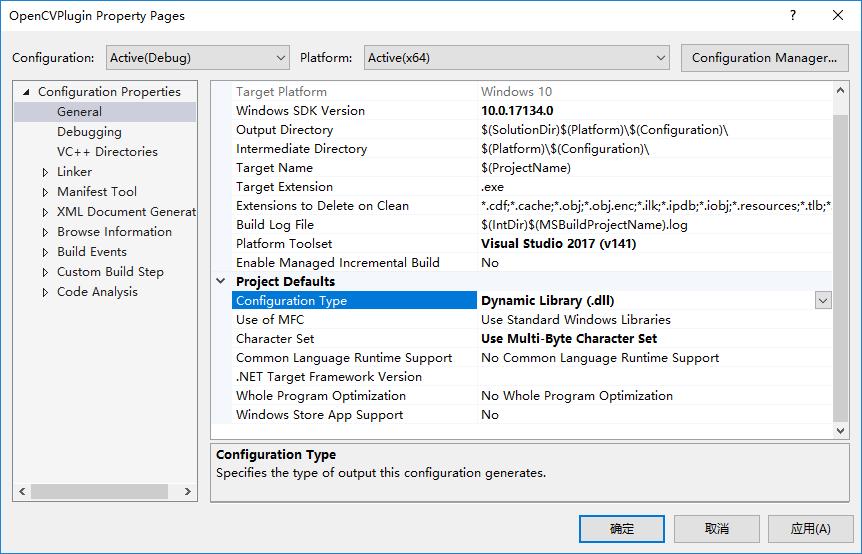 OpenCVPlugin Property Pages
Configuration: Active(Debug) Platform: Active(x64) Configuration Manager...
Configuration Properties
General
Debugging
VC++ Directories
Linker
Manifest Tool
XML Document Generat
Browse Information
Build Events
Custom Build Step
Code Analysis
Target Platform Windows 10
Windows SDK Version 10.0.17134.0
Output Directory $(SolutionDir)$(Platform)\$(Configuration)\
Intermediate Directory $(Platform)\$(Configuration)\
Target Name $(ProjectName)
Target Extension .exe
Extensions to Delete on Clean *.cdf;*.cache;*.obj;*.obj.enc;*.ilk;*.ipdb;*.iobj;*.resources;*.tlb;*
Build Log File $(IntDir)$(MSBuildProjectName).log
Platform Toolset Visual Studio 2017 (v141)
Enable Managed Incremental Build No
Project Defaults
Configuration Type Dynamic Library (.dll)
Use of MFC Use Standard Windows Libraries
Character Set Use Multi-Byte Character Set
Common Language Runtime Support No Common Language Runtime Support
.NET Target Framework Version
Whole Program Optimization No Whole Program Optimization
Windows Store App Support No
Configuration Type
Specifies the type of output this configuration generates.
确定 取消 应用(A)